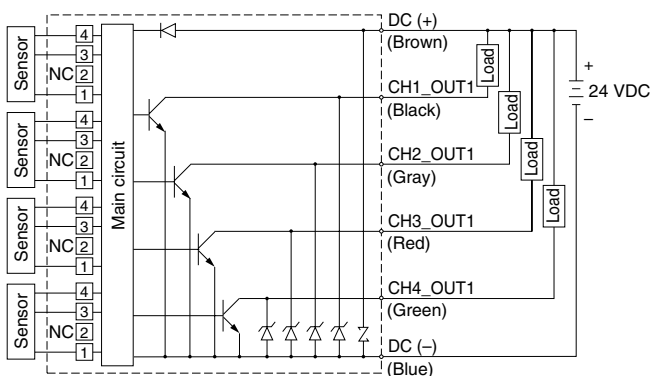 Sensor
4
3
NC 2
1
Sensor
4
3
NC 2
1
Sensor
4
3
NC 2
1
Sensor
4
3
NC 2
1
Main circuit
DC (+)
(Brown)
CH1_OUT1
(Black)
CH2_OUT1
(Gray)
CH3_OUT1
(Red)
CH4_OUT1
(Green)
DC (–)
(Blue)
Load
Load
Load
Load
+
24 VDC
–